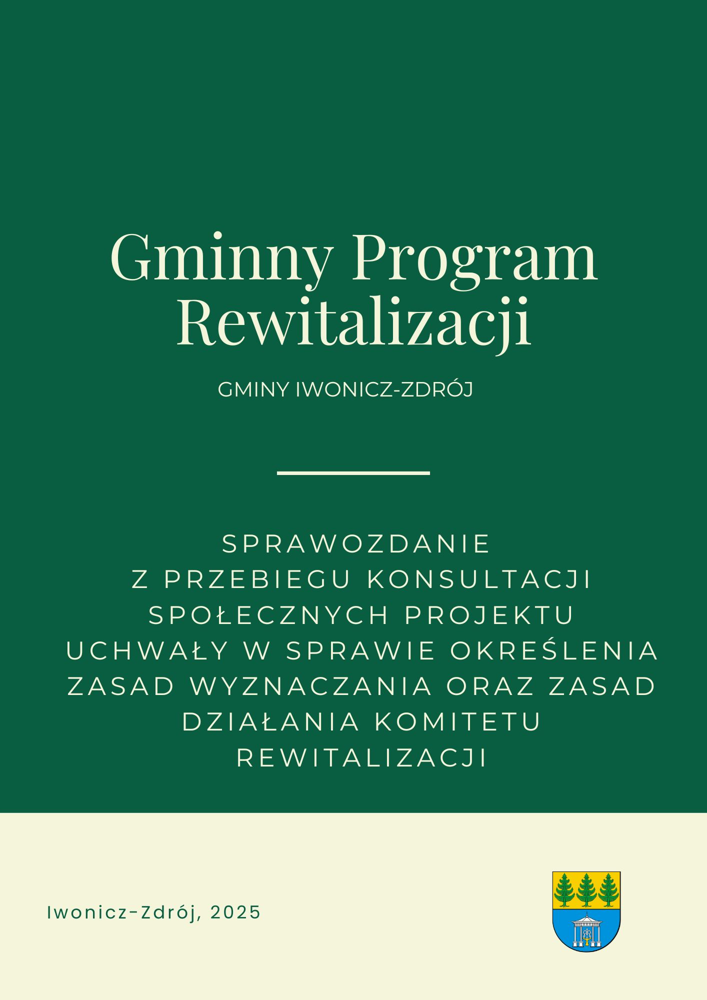 Gminny Program
Rewitalizacji
GMINY IWONICZ-ZDRÓJ
SPRAWOZDANIE
Z PRZEBIEGU KONSULTACJI
SPOŁECZNYCH PROJEKTU
UCHWAŁY W SPRAWIE OKREŚLENIA
ZASAD WYZNACZANIA ORAZ ZASAD
DZIAŁANIA KOMITETU
REWITALIZACJI
Iwonicz-Zdrój, 2025